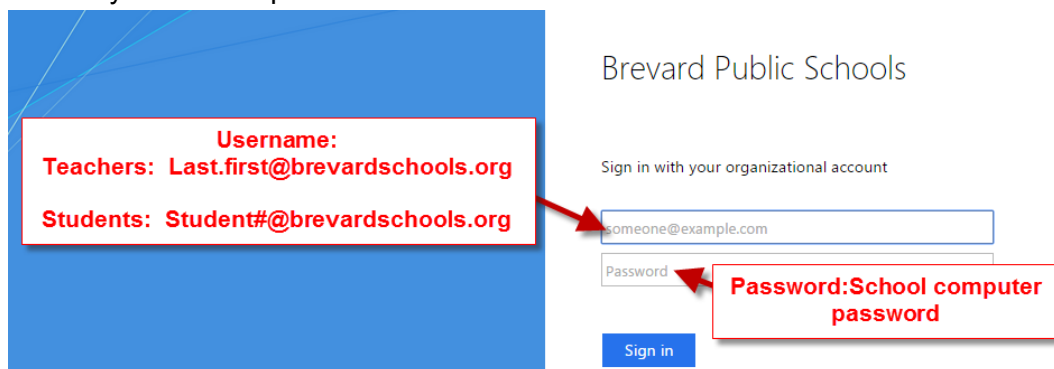 Brevard Public Schools
Username:
Teachers: Last.first@brevardschools.org
Students: Student#@brevardschools.org
Sign in with your organizational account
someone@example.com
Password
Password:School computer
password
Sign in